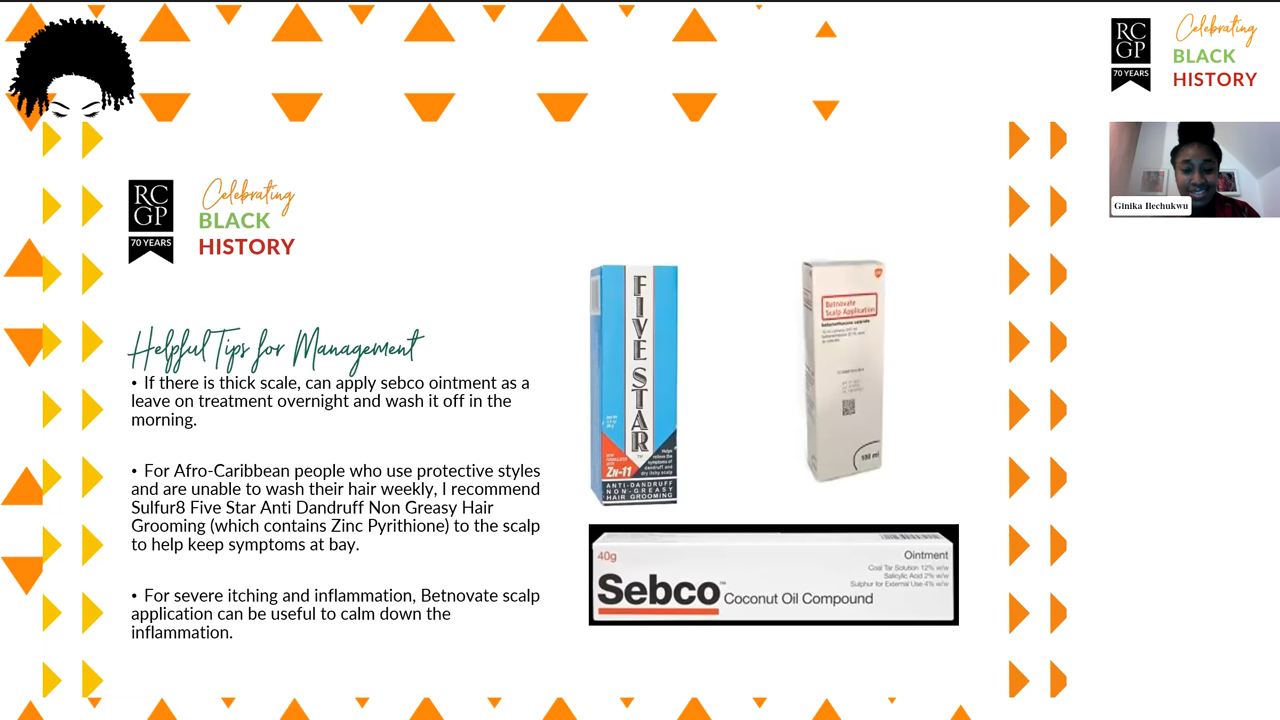 RC
GP
70 YEARS
Celebrating
BLACK
HISTORY
Ginika Ilechukwu
RC
GP
70 YEARS
Celebrating
BLACK
HISTORY
Helpful Tips for Management
• If there is thick scale, can apply sebco ointment as a
leave on treatment overnight and wash it off in the
morning.
• For Afro-Caribbean people who use protective styles
and are unable to wash their hair weekly, I recommend
Sulfur8 Five Star Anti Dandruff Non Greasy Hair
Grooming (which contains Zinc Pyrithione) to the scalp
to help keep symptoms at bay.
• For severe itching and inflammation, Betnovate scalp
application can be useful to calm down the
inflammation.
FIVE STAR
Helps
relieve the
symptoms of
dandruff and
dry itchy scalp
ZN-11
ANTI-DANDRUFF
NON-GREASY
HAIR GROOMING
Betnovate
Scalp Application
betamethasone valerate
100 ml
40g
Ointment
Coal Tar Solution 12% w/w
Salicylic Acid 2% w/w
Sulphur for External Use 4% w/w
Sebco™ Coconut Oil Compound